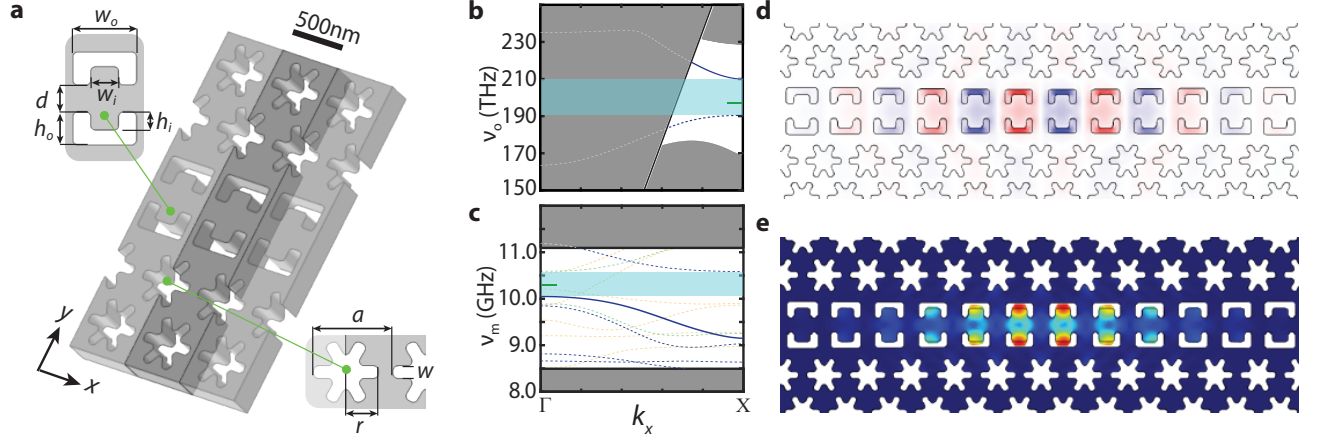 a
w_o
500nm
d
w_i
h_o
h_i
a
w
r
y
x
b
ν_o (THz)
230
210
190
170
150
c
ν_m (GHz)
11.0
10.0
9.0
8.0
Γ
k_x
X
d
e